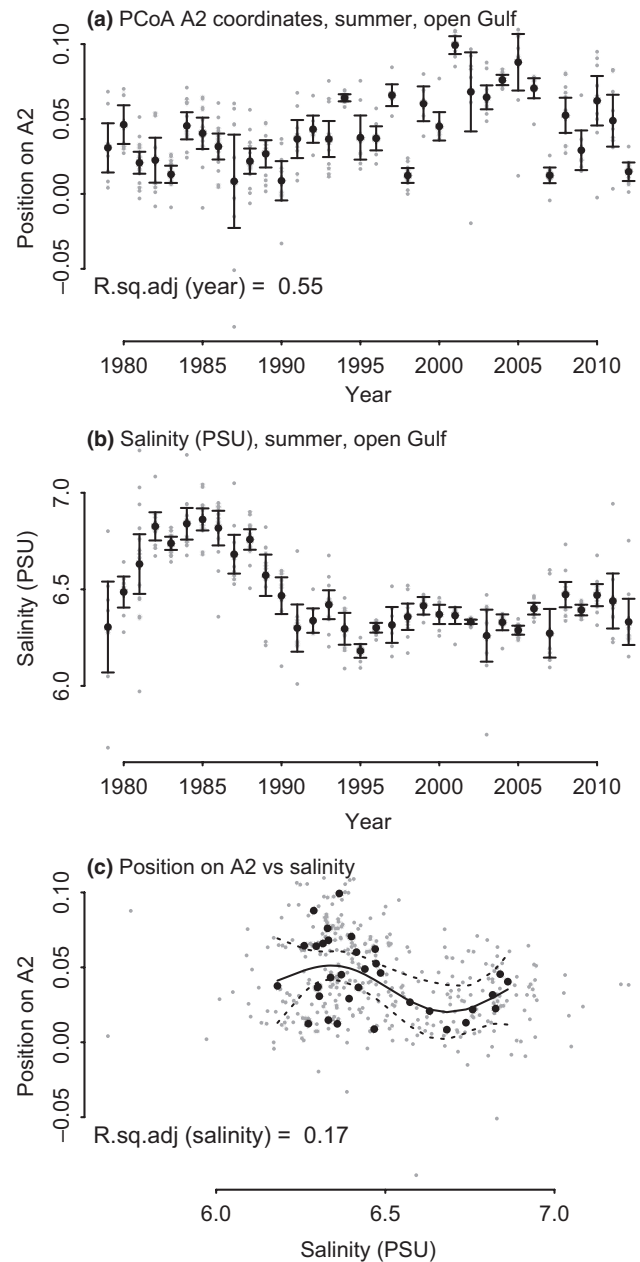 (a) PCoA A2 coordinates, summer, open Gulf
0.10
0.05
0.00
−0.05
Position on A2
R.sq.adj (year) = 0.55
1980 1985 1990 1995 2000 2005 2010
Year
(b) Salinity (PSU), summer, open Gulf
7.0
6.5
6.0
Salinity (PSU)
1980 1985 1990 1995 2000 2005 2010
Year
(c) Position on A2 vs salinity
0.10
0.05
0.00
−0.05
Position on A2
R.sq.adj (salinity) = 0.17
6.0 6.5 7.0
Salinity (PSU)